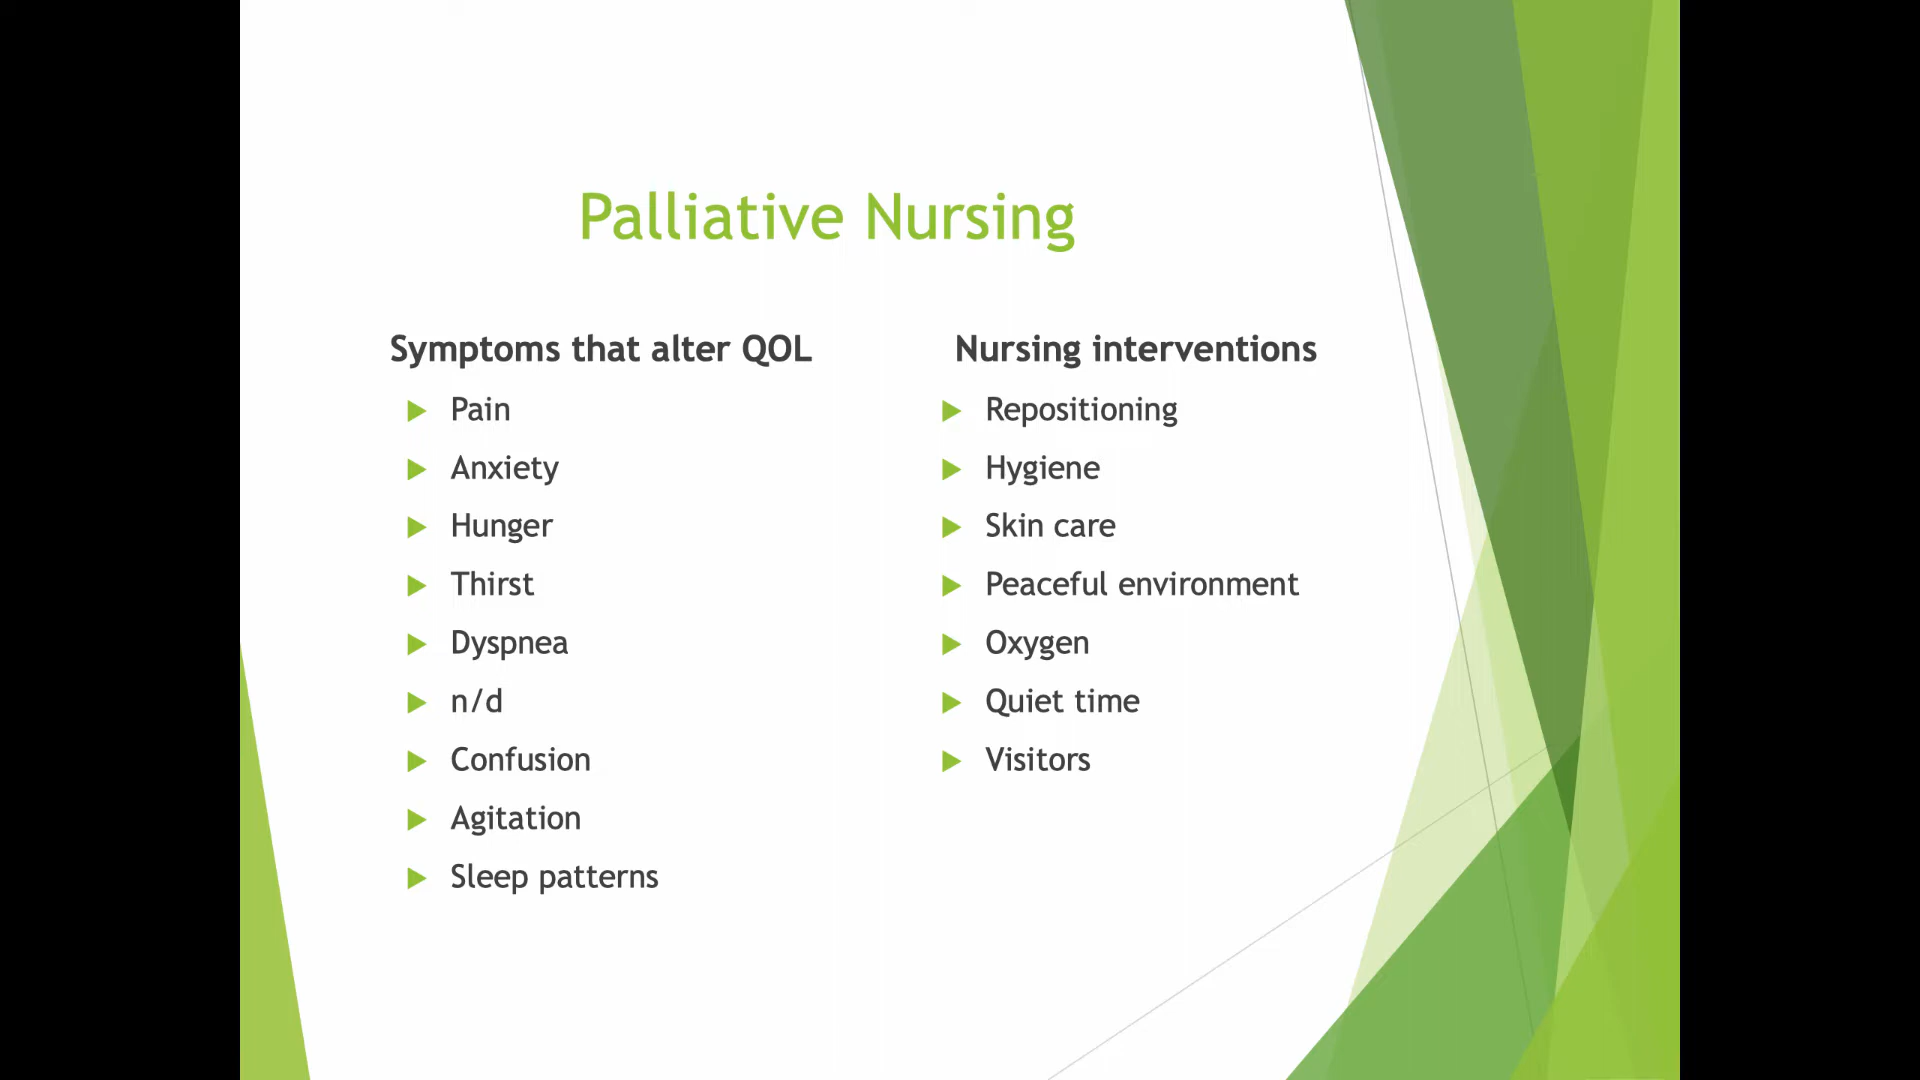 Palliative Nursing
Symptoms that alter QOL
Pain
Anxiety
Hunger
Thirst
Dyspnea
n/d
Confusion
Agitation
Sleep patterns
Nursing interventions
Repositioning
Hygiene
Skin care
Peaceful environment
Oxygen
Quiet time
Visitors